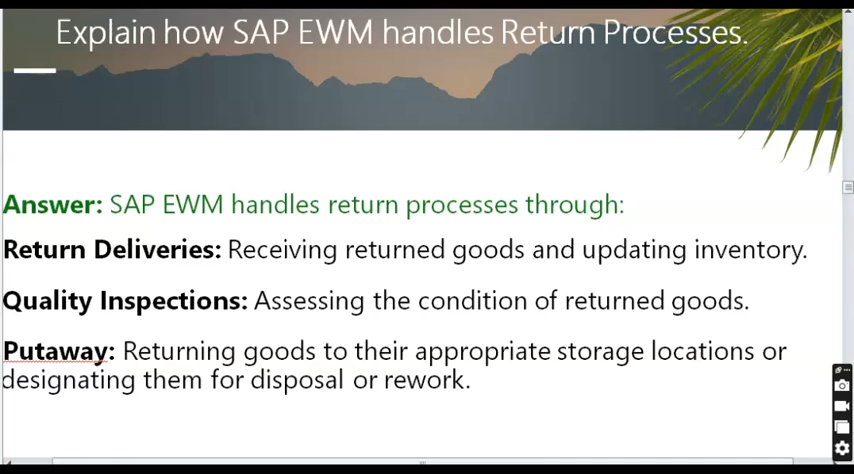 Explain how SAP EWM handles Return Processes.
Answer: SAP EWM handles return processes through:
Return Deliveries: Receiving returned goods and updating inventory.
Quality Inspections: Assessing the condition of returned goods.
Putaway: Returning goods to their appropriate storage locations or
designating them for disposal or rework.